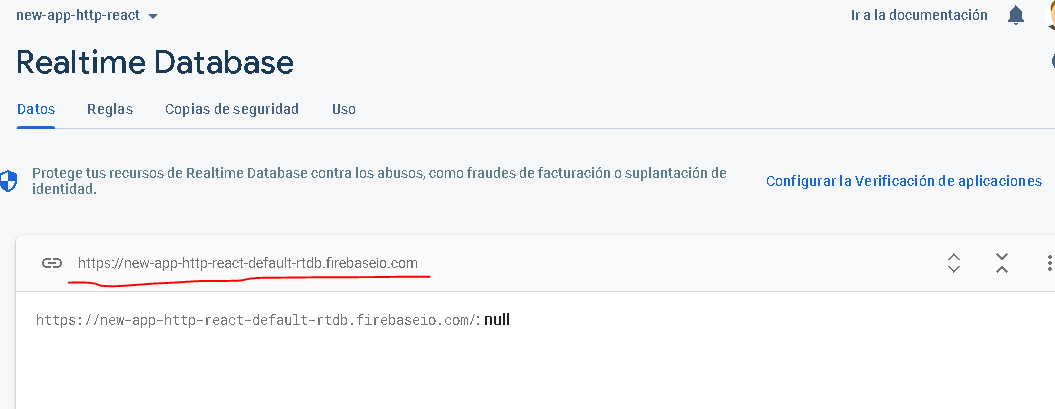 new-app-http-react
Ir a la documentación
Realtime Database
Datos
Reglas
Copias de seguridad
Uso
Protege tus recursos de Realtime Database contra los abusos, como fraudes de facturación o suplantación de
identidad.
Configurar la Verificación de aplicaciones
https://new-app-http-react-default-rtdb.firebaseio.com
https://new-app-http-react-default-rtdb.firebaseio.com/: null